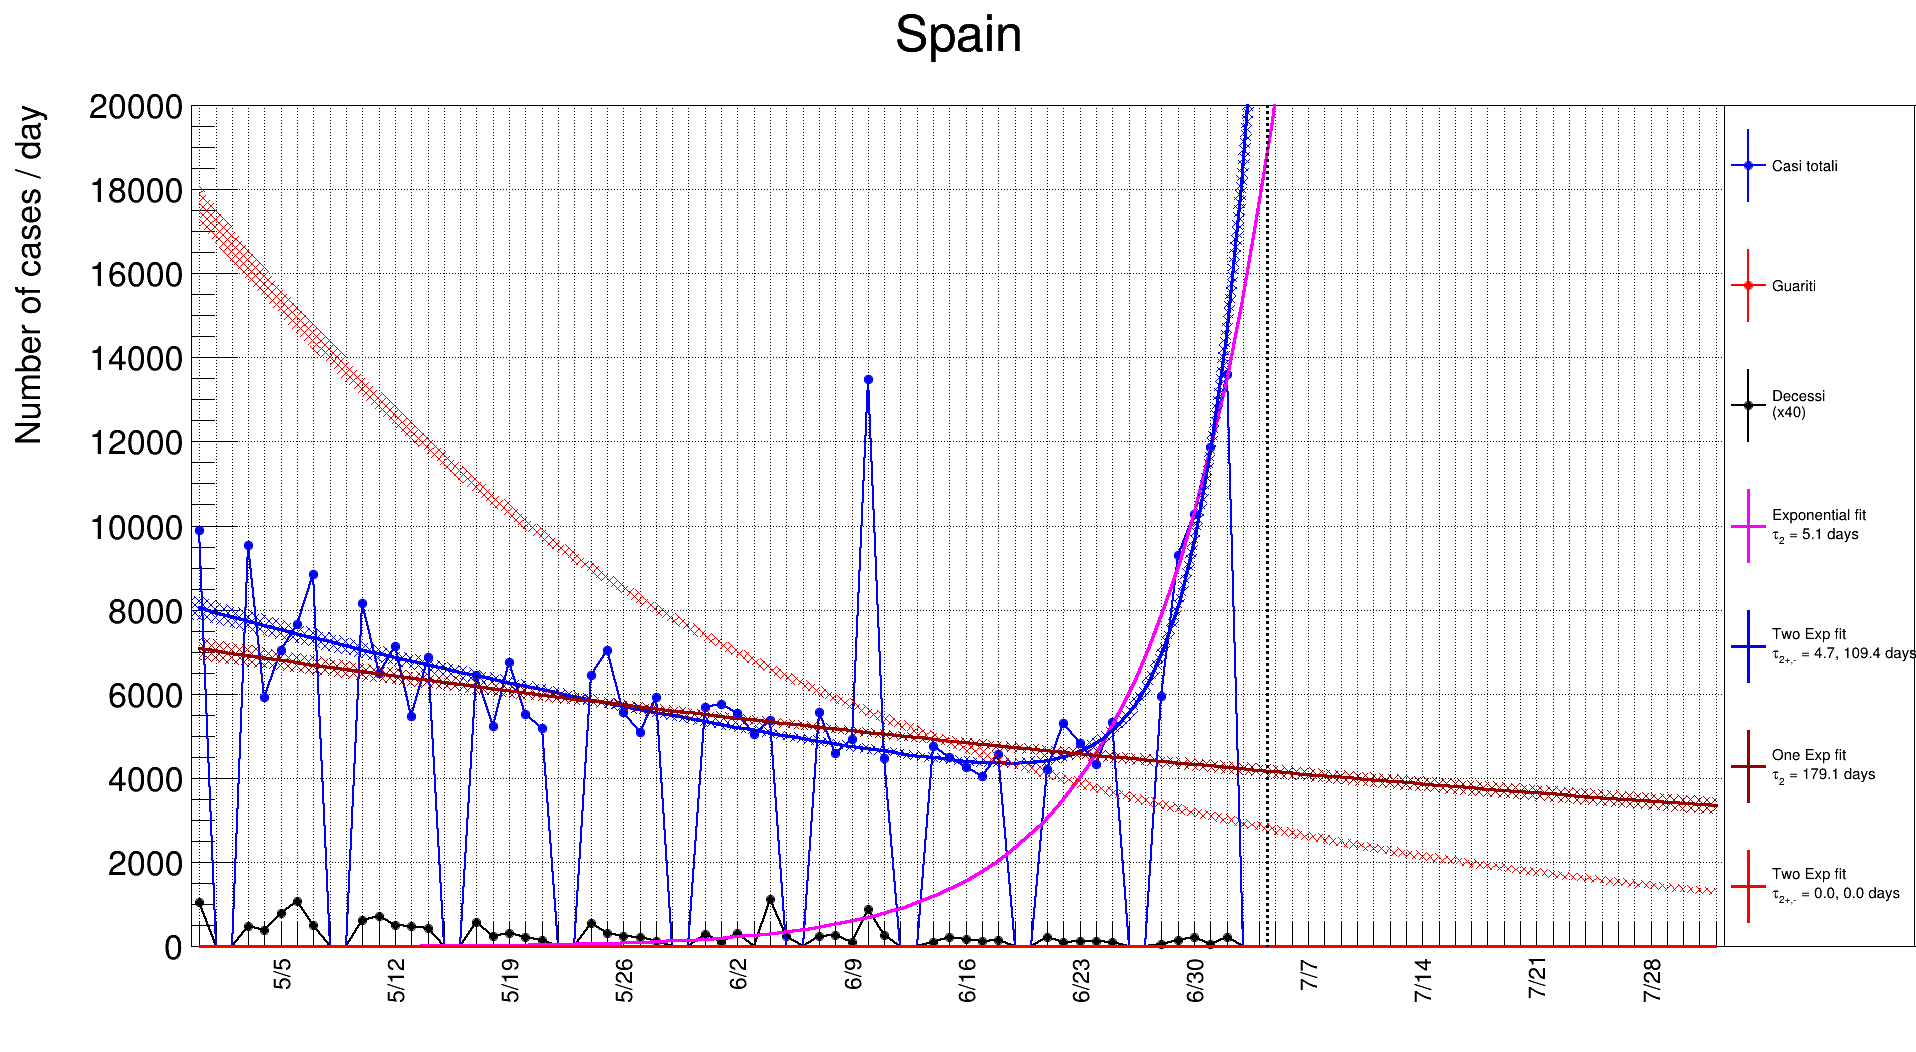 Spain
Number of cases / day
20000
18000
16000
14000
12000
10000
8000
6000
4000
2000
0
5/5
5/12
5/19
5/26
6/2
6/9
6/16
6/23
6/30
7/7
7/14
7/21
7/28
Casi totali
Guariti
Decessi
(x40)
Exponential fit
τ2 = 5.1 days
Two Exp fit
τ2+,- = 4.7, 109.4 days
One Exp fit
τ2 = 179.1 days
Two Exp fit
τ2+,- = 0.0, 0.0 days